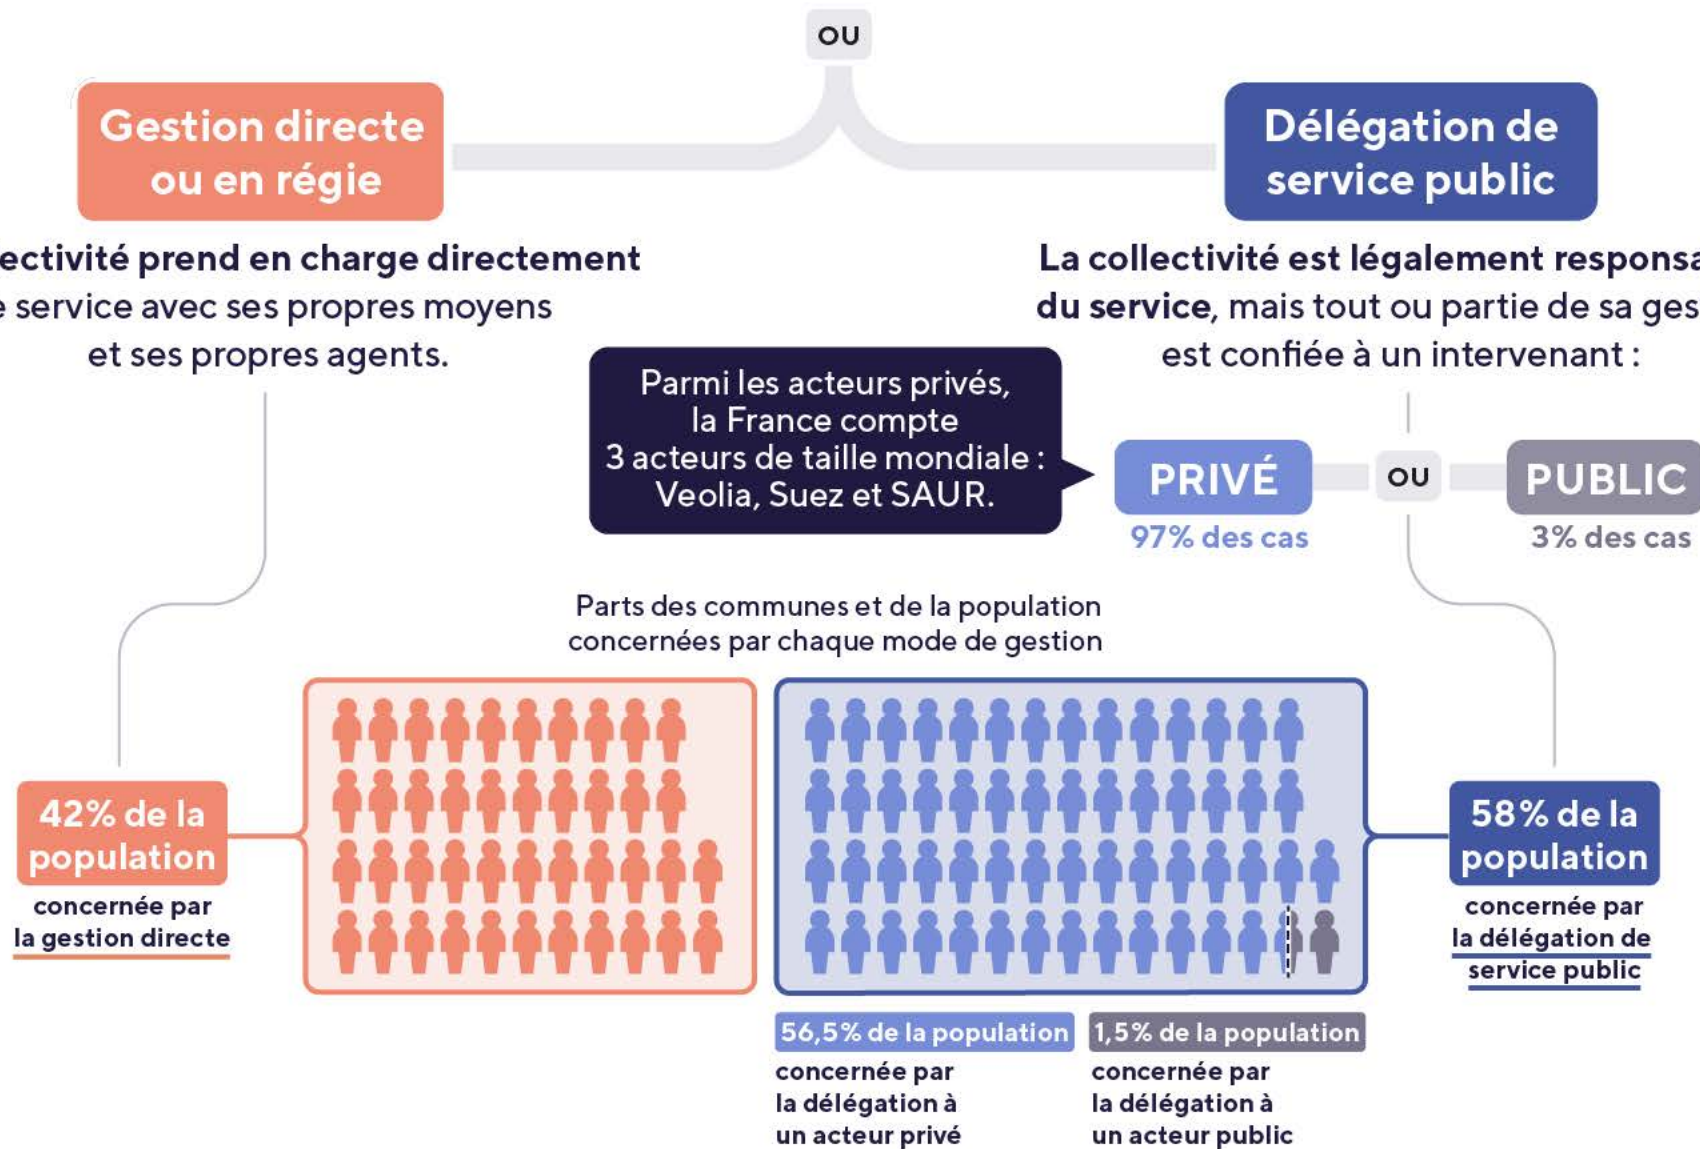 OU
Gestion directe
ou en régie
Délégation de
service public
ectivité prend en charge directement
service avec ses propres moyens
et ses propres agents.
La collectivité est légalement responsa
du service, mais tout ou partie de sa ges
est confiée à un intervenant :
Parmi les acteurs privés,
la France compte
3 acteurs de taille mondiale :
Veolia, Suez et SAUR.
PRIVÉ
OU
PUBLIC
97% des cas
3% des cas
Parts des communes et de la population
concernées par chaque mode de gestion
42% de la
population
concernée par
la gestion directe
58% de la
population
concernée par
la délégation de
service public
56,5% de la population
concernée par
la délégation à
un acteur privé
1,5% de la population
concernée par
la délégation à
un acteur public